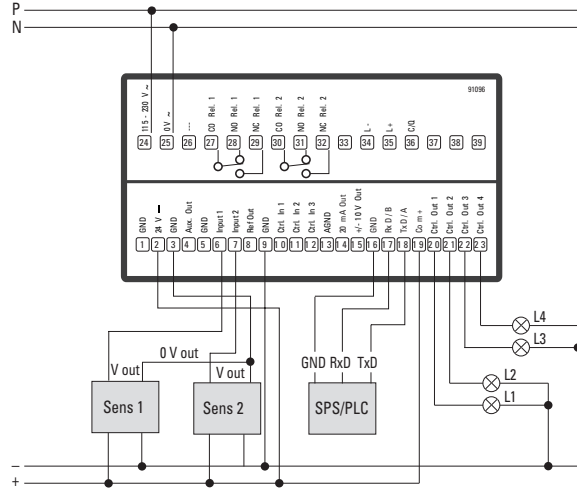 P
N
91096
115 - 230 V ~
0 V ~
---
CO Rel. 1
NO Rel. 1
NC Rel. 1
CO Rel. 2
NO Rel. 2
NC Rel. 2
L -
L+
C/Q
24 25 26 27 28 29 30 31 32 33 34 35 36 37 38 39
GND
24 V
GND
Aux. Out
GND
Input1
Input2
Ref Out
GND
Ctrl. In 1
Ctrl. In 2
Ctrl. In 3
AGND
20 mA Out
+/- 10 V Out
GND
RxD / B
TxD / A
Com +
Ctrl. Out 1
Ctrl. Out 2
Ctrl. Out 3
Ctrl. Out 4
1 2 3 4 5 6 7 8 9 10 11 12 13 14 15 16 17 18 19 20 21 22 23
L4
L3
0 V out
GND RxD TxD
V out
V out
L2
L1
Sens 1
Sens 2
SPS/PLC
–
+